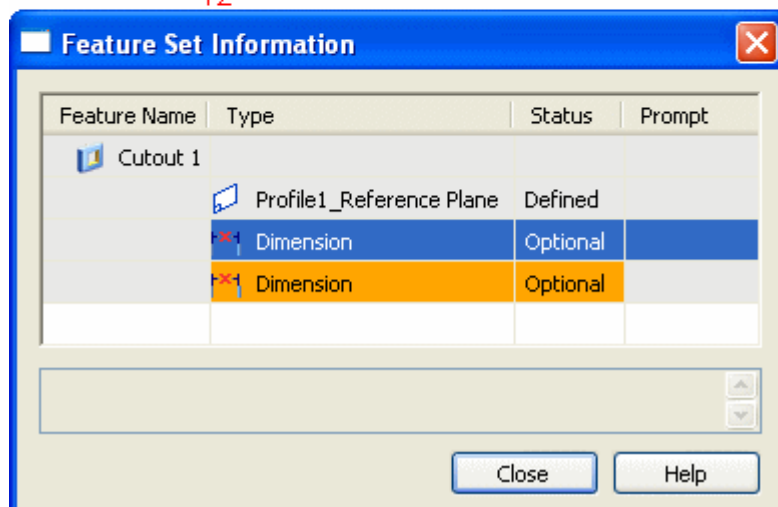 12
Feature Set Information
Feature Name Type Status Prompt
Cutout 1
Profile1_Reference Plane Defined
Dimension Optional
Dimension Optional
Close Help